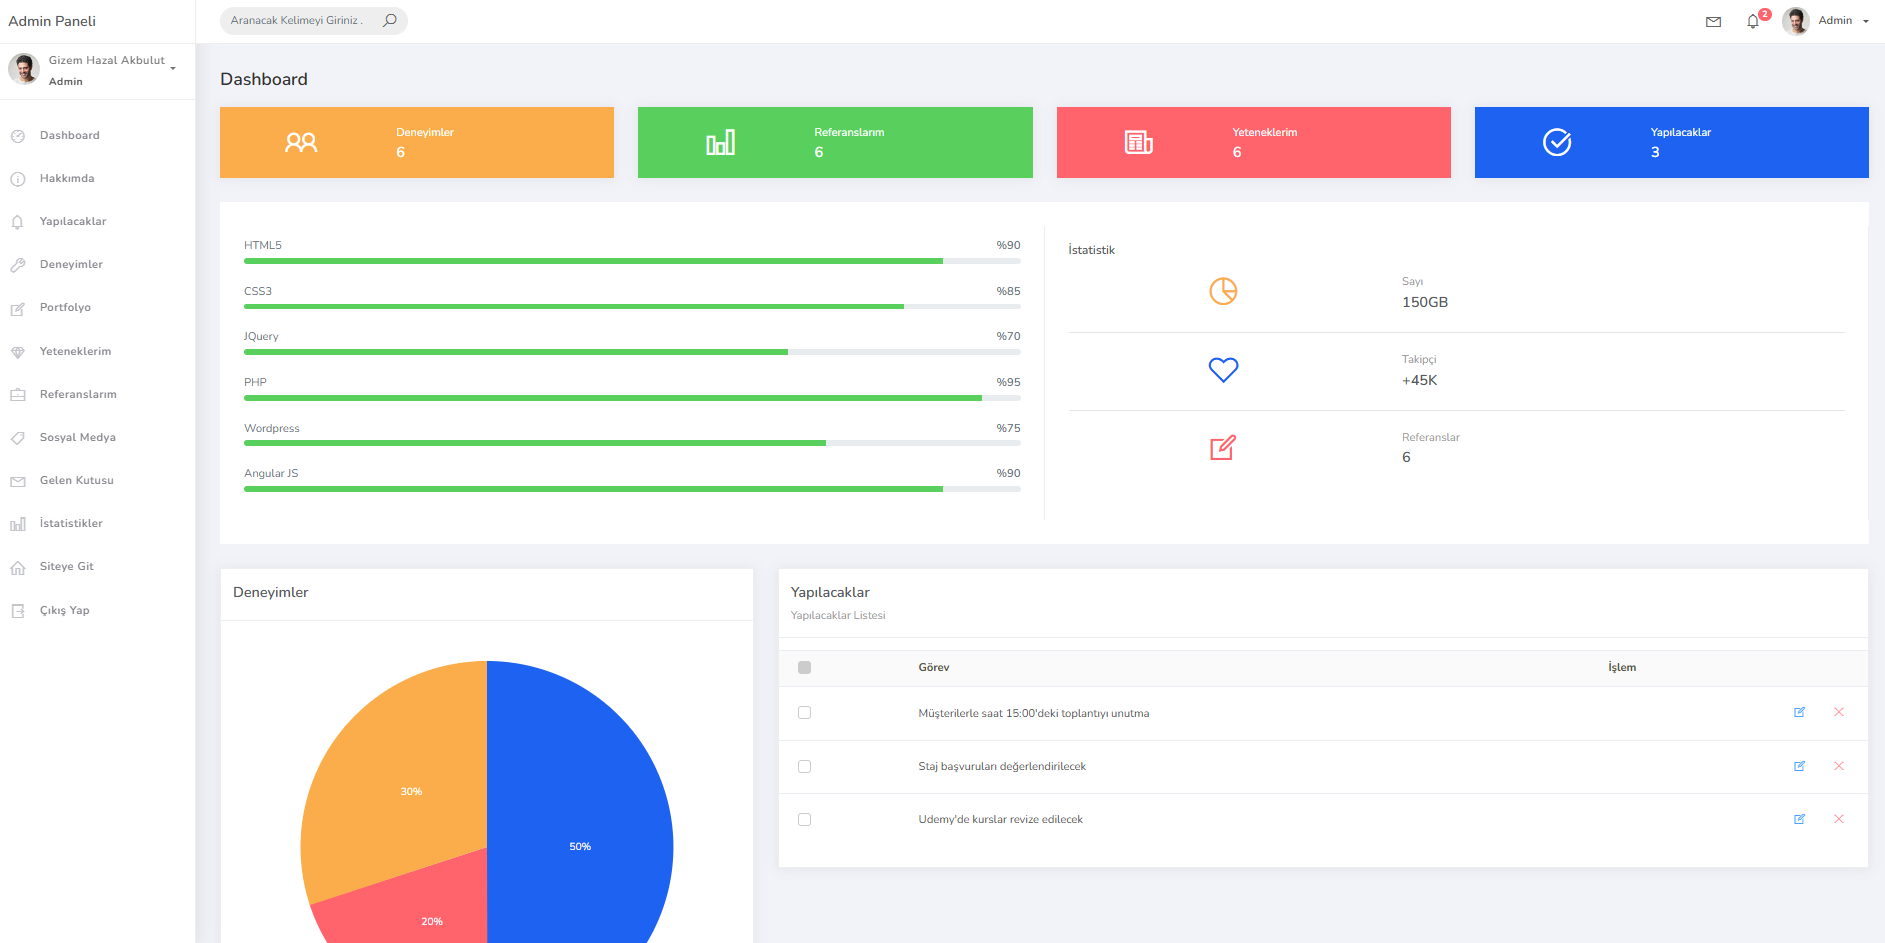 Admin Paneli
Aranacak Kelimeyi Giriniz .
2
Admin
Gizem Hazal Akbulut
Admin
Dashboard
Hakkımda
Yapılacaklar
Deneyimler
Portfolyo
Yeteneklerim
Referanslarım
Sosyal Medya
Gelen Kutusu
İstatistikler
Siteye Git
Çıkış Yap
Dashboard
Deneyimler
6
Referanslarım
6
Yeteneklerim
6
Yapılacaklar
3
HTML5 %90
CSS3 %85
JQuery %70
PHP %95
Wordpress %75
Angular JS %90
İstatistik
Sayı
150GB
Takipçi
+45K
Referanslar
6
Deneyimler
30%
50%
20%
Yapılacaklar
Yapılacaklar Listesi
Görev İşlem
Müşterilerle saat 15:00'deki toplantıyı unutma
Staj başvuruları değerlendirilecek
Udemy'de kurslar revize edilecek